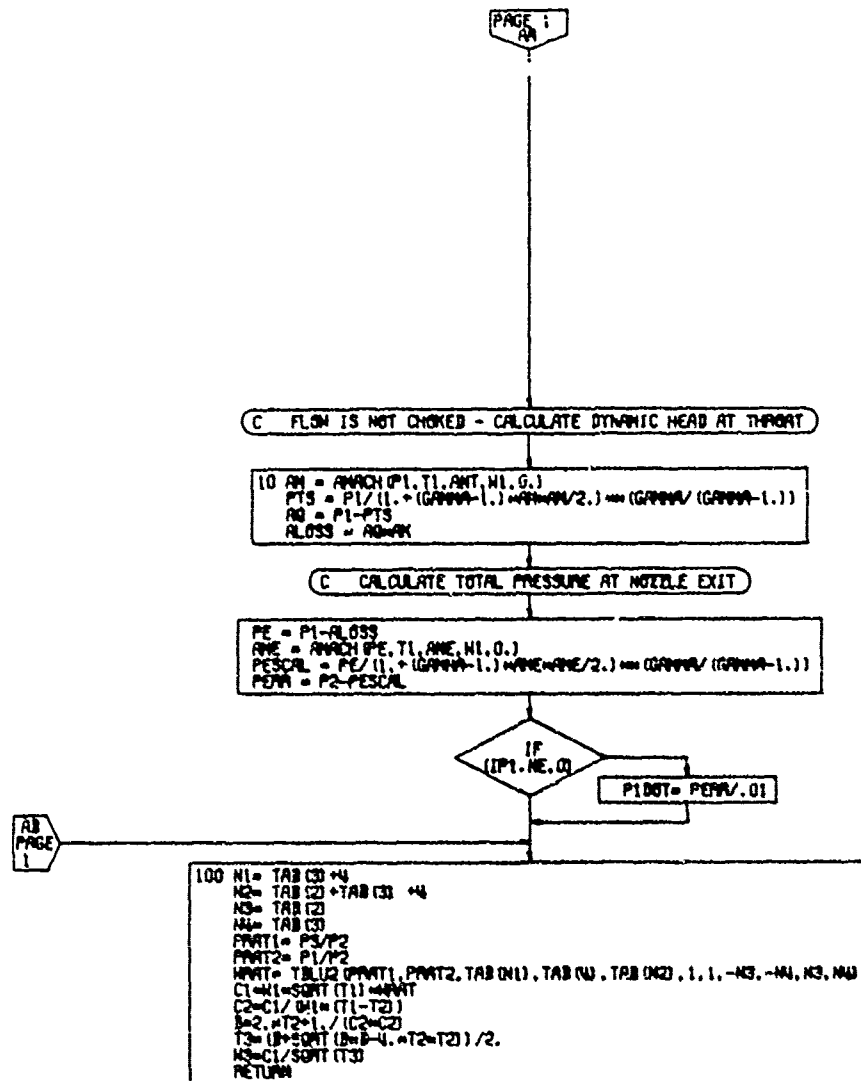 PAGE 1
AA
C FLOW IS NOT CHOKED - CALCULATE DYNAMIC HEAD AT THROAT
10 AM = AMACH(P1,T1,ANT,W1,G.)
PTS = P1/(1.+(GAMMA-1.)*AM*AM/2.)**(GAMMA/(GAMMA-1.))
AQ = P1-PTS
ALOSS = AQ*AK
C CALCULATE TOTAL PRESSURE AT NOZZLE EXIT
PE = P1-ALOSS
AME = AMACH(PE,T1,ANE,W1,0.)
PESCAL = PE/(1.+(GAMMA-1.)*AME*AME/2.)**(GAMMA/(GAMMA-1.))
PERR = P2-PESCAL
IF
(IP1.NE.0)
P1DOT= PERR/.01
AB
PAGE
1
100 N1= TAB(3)+4
N2= TAB(2)+TAB(3) +4
N3= TAB(2)
N4= TAB(3)
PRAT1= P3/P2
PRAT2= P1/P2
WRAT= TBLU2(PRAT1,PRAT2,TAB(N1),TAB(4),TAB(N2),1,1,-N3,-N4,N3,N4)
C1=W1*SQRT(T1)*WRAT
C2=C1/(W1*(T1-T2))
B=2.*T2+1./(C2*C2)
T3=(B+SQRT(B*B-4.*T2*T2))/2.
W3=C1/SQRT(T3)
RETURN